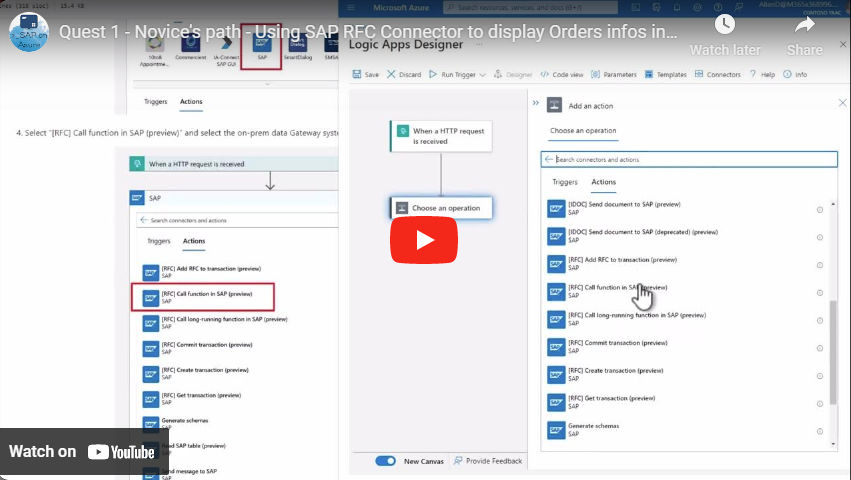 Quest 1 - Novice's path - Using SAP RFC Connector to display Orders infos in...
Watch later
Share
SAP on Azure
Microsoft Azure
Search resources, services, and docs (G+/)
CONTOSO
15.4 KB
10to8 Appointme...
Commercient
IA-Connect SAP GUI
SAP
SmartDialog
SMSA
Triggers
Actions
4. Select "[RFC] Call function in SAP (preview)" and select the on-prem data Gateway syste
When a HTTP request is received
SAP
Search connectors and actions
Triggers
Actions
[RFC] Add RFC to transaction (preview)
SAP
[RFC] Call function in SAP (preview)
SAP
[RFC] Call long-running function in SAP (preview)
SAP
[RFC] Commit transaction (preview)
SAP
[RFC] Create transaction (preview)
SAP
[RFC] Get transaction (preview)
SAP
Generate schemas
SAP
Read SAP table (preview)
SAP
Send message to SAP
SAP
Watch on YouTube
Logic Apps Designer
Save
Discard
Run Trigger
Designer
Code view
Parameters
Templates
Connectors
Help
Info
When a HTTP request
is received
Choose an operation
New Canvas
Provide Feedback
Add an action
Choose an operation
Search connectors and actions
Triggers
Actions
[IDOC] Send document to SAP (preview)
SAP
[IDOC] Send document to SAP (deprecated) (preview)
SAP
[RFC] Add RFC to transaction (preview)
SAP
[RFC] Call function in SAP (preview)
SAP
[RFC] Call long-running function in SAP (preview)
SAP
[RFC] Commit transaction (preview)
SAP
[RFC] Create transaction (preview)
SAP
[RFC] Get transaction (preview)
SAP
Generate schemas
SAP